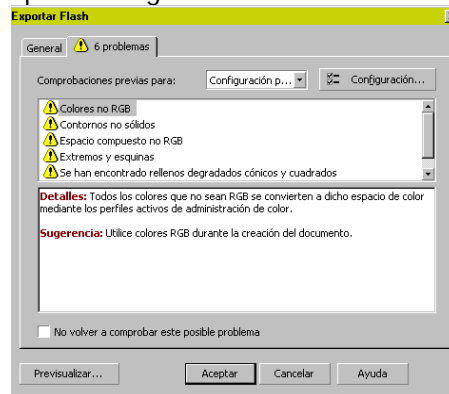 Exportar Flash
General
6 problemas
Comprobaciones previas para:
Configuración p...
Configuración...
Colores no RGB
Contornos no sólidos
Espacio compuesto no RGB
Extremos y esquinas
Se han encontrado rellenos degradados cónicos y cuadrados
Detalles: Todos los colores que no sean RGB se convierten a dicho espacio de color
mediante los perfiles activos de administración de color.
Sugerencia: Utilice colores RGB durante la creación del documento.
No volver a comprobar este posible problema
Previsualizar...
Aceptar
Cancelar
Ayuda